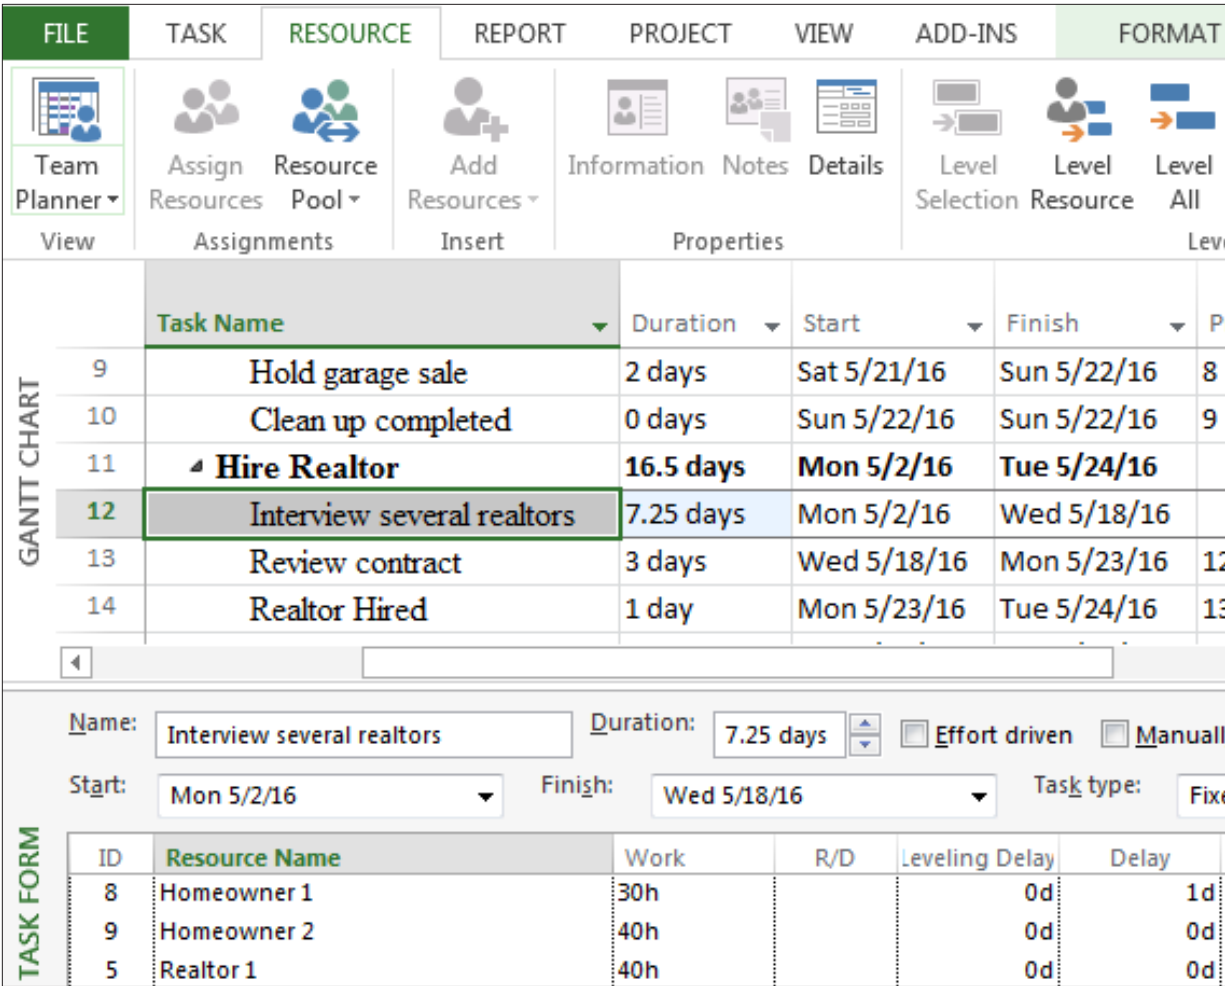 FILE TASK RESOURCE REPORT PROJECT VIEW ADD-INS FORMAT
Team Planner Assign Resources Resource Pool Add Resources Information Notes Details Level Selection Level Resource Level All
View Assignments Insert Properties Leve
GANTT CHART
Task Name Duration Start Finish P
9 Hold garage sale 2 days Sat 5/21/16 Sun 5/22/16 8
10 Clean up completed 0 days Sun 5/22/16 Sun 5/22/16 9
11 Hire Realtor 16.5 days Mon 5/2/16 Tue 5/24/16
12 Interview several realtors 7.25 days Mon 5/2/16 Wed 5/18/16
13 Review contract 3 days Wed 5/18/16 Mon 5/23/16 12
14 Realtor Hired 1 day Mon 5/23/16 Tue 5/24/16 13
Name: Interview several realtors Duration: 7.25 days Effort driven Manuall
Start: Mon 5/2/16 Finish: Wed 5/18/16 Task type: Fixe
TASK FORM
ID Resource Name Work R/D Leveling Delay Delay
8 Homeowner 1 30h 0d 1d
9 Homeowner 2 40h 0d 0d
5 Realtor 1 40h 0d 0d